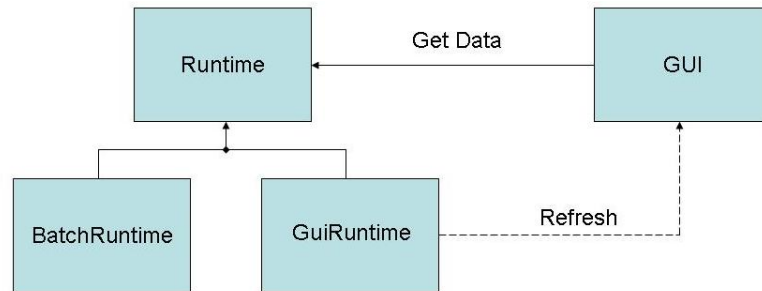 Get Data
Runtime
GUI
BatchRuntime
GuiRuntime
Refresh